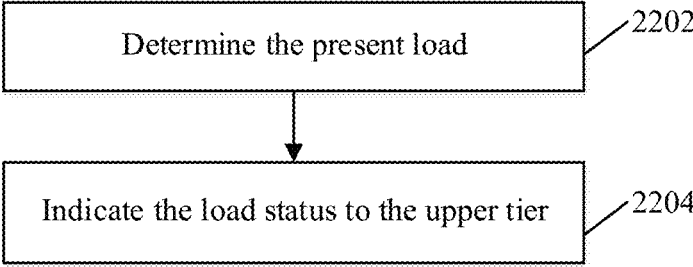 Determine the present load
2202
Indicate the load status to the upper tier
2204